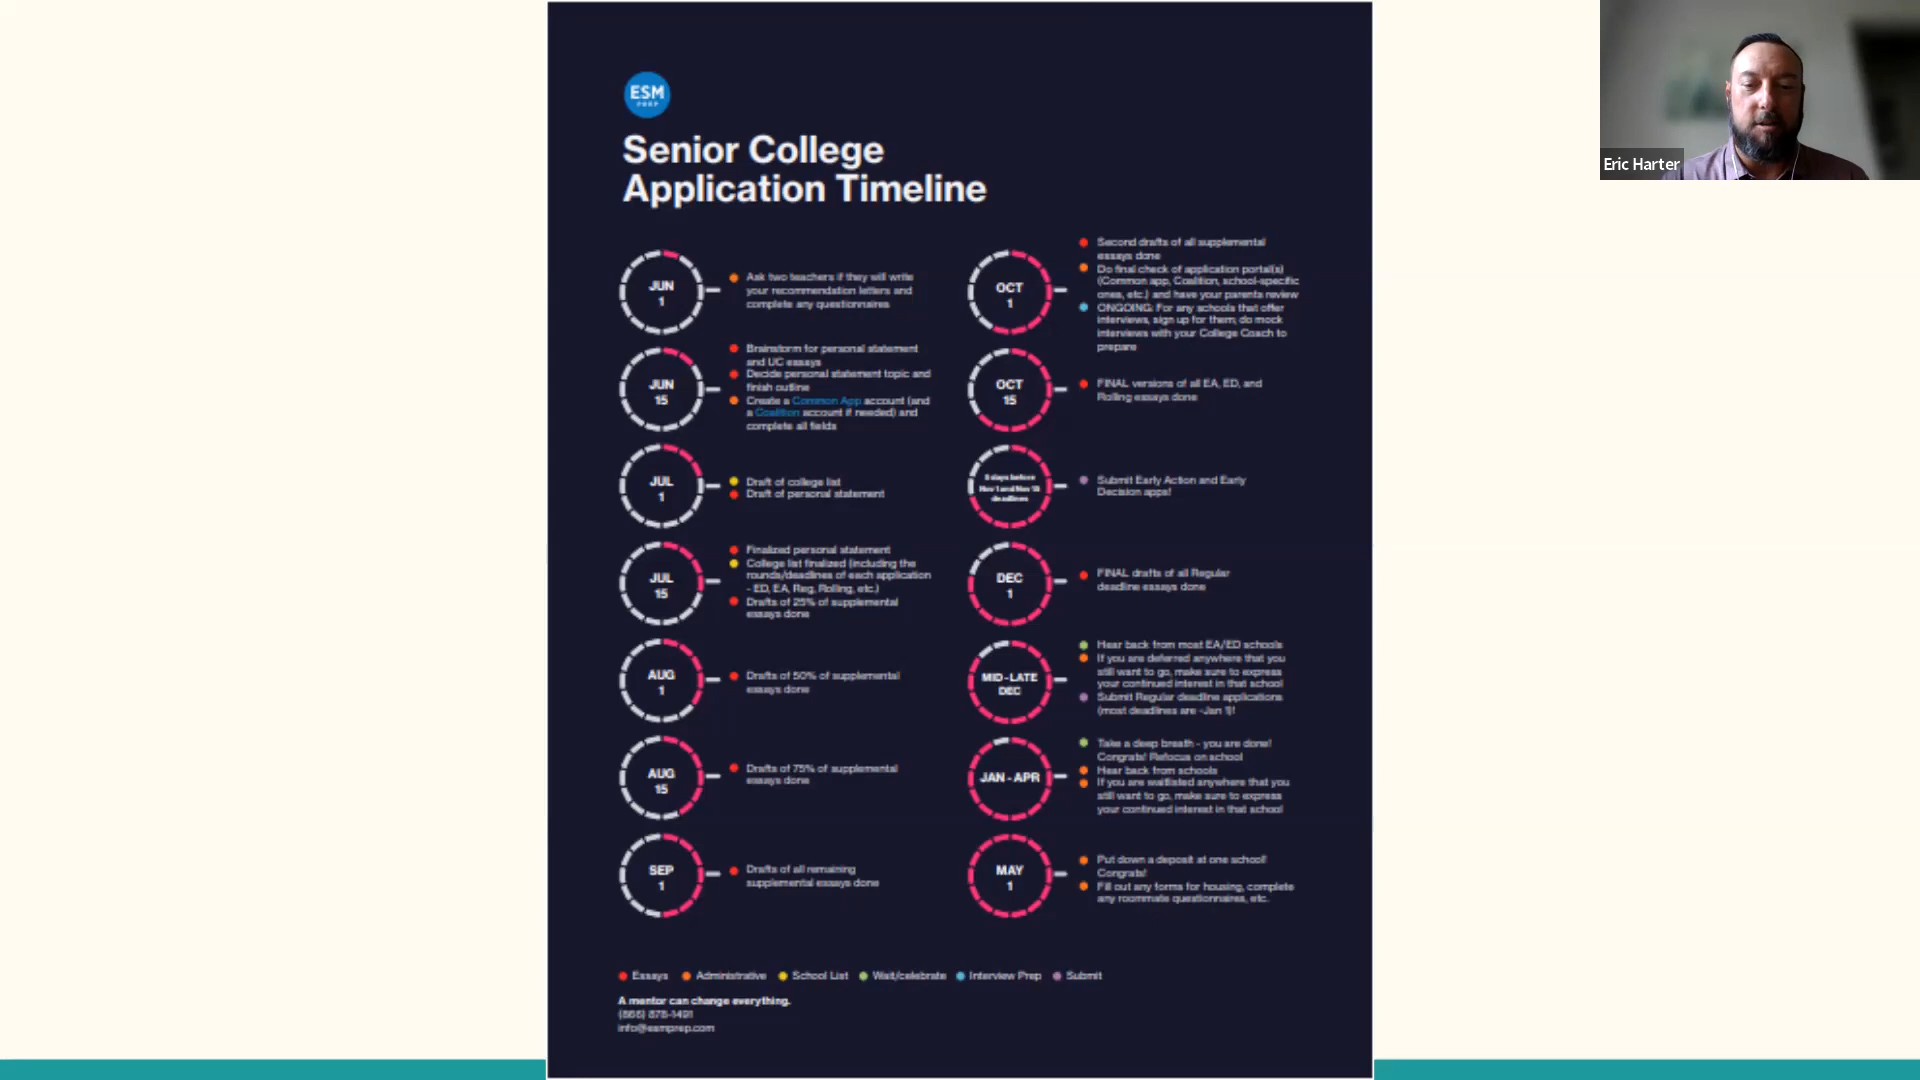 ESM
PREP
Senior College
Application Timeline
JUN
1
Ask two teachers if they will write
your recommendation letters and
complete any questionnaires
JUN
15
Brainstorm for personal statement
and UC essays
Decide personal statement topic and
finish outline
Create a Common App account (and
a Coalition account if needed) and
complete all fields
JUL
1
Draft of college list
Draft of personal statement
JUL
15
Finalized personal statement
College list finalized (including the
rounds/deadlines of each application
- ED, EA, Reg, Rolling, etc.)
Drafts of 25% of supplemental
essays done
AUG
1
Drafts of 50% of supplemental
essays done
AUG
15
Drafts of 75% of supplemental
essays done
SEP
1
Drafts of all remaining
supplemental essays done
OCT
1
Second drafts of all supplemental
essays done
Do final check of application portal(s)
(Common app, Coalition, school-specific
ones, etc.) and have your parents review
ONGOING: For any schools that offer
interviews, sign up for them; do mock
interviews with your College Coach to
prepare
OCT
15
FINAL versions of all EA, ED, and
Rolling essays done
days before
Nov 1 and Nov 15
deadlines
Submit Early Action and Early
Decision apps!
DEC
1
FINAL drafts of all Regular
deadline essays done
MID-LATE
DEC
Hear back from most EA/ED schools
If you are deferred anywhere that you
still want to go, make sure to express
your continued interest in that school
Submit Regular deadline applications
(most deadlines are ~Jan 1)!
JAN - APR
Take a deep breath - you are done!
Congrats! Refocus on school
Hear back from schools
If you are waitlisted anywhere that you
still want to go, make sure to express
your continued interest in that school
MAY
1
Put down a deposit at one school!
Congrats!
Fill out any forms for housing, complete
any roommate questionnaires, etc.
Essays Administrative School List Wait/celebrate Interview Prep Submit
A mentor can change everything.
info@esmprep.com
Eric Harter